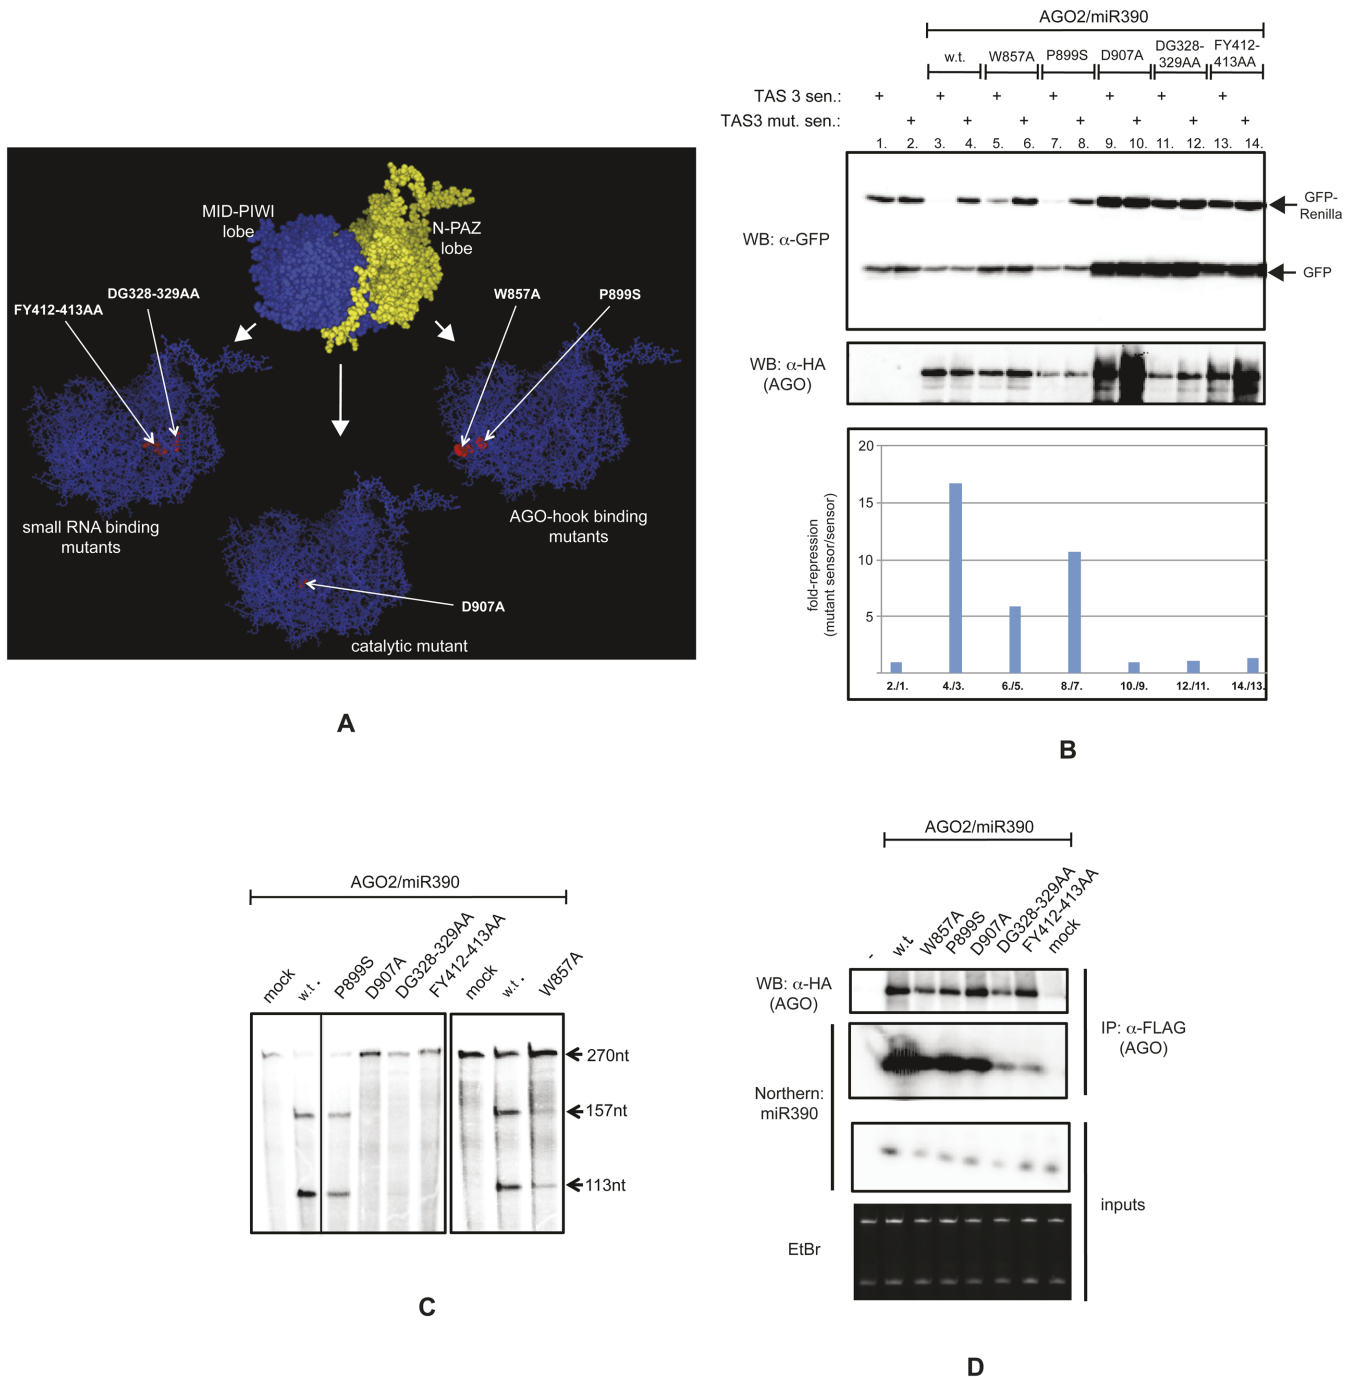 MID-PIWI
lobe
N-PAZ
lobe
DG328-329AA
FY412-413AA
W857A
P899S
small RNA binding
mutants
AGO-hook binding
mutants
D907A
catalytic mutant
A
AGO2/miR390
w.t.
W857A
P899S
D907A
DG328-
329AA
FY412-
413AA
TAS 3 sen.:
+ + + + + + +
TAS3 mut. sen.:
+ + + + + + +
1. 2. 3. 4. 5. 6. 7. 8. 9. 10. 11. 12. 13. 14.
WB: α-GFP
GFP-
Renilla
GFP
WB: α-HA
(AGO)
fold-repression
(mutant sensor/sensor)
20
15
10
5
2./1. 4./3. 6./5. 8./7. 10./9. 12./11. 14./13.
B
AGO2/miR390
mock
w.t.
P899S
D907A
DG328-329AA
FY412-413AA
mock
w.t.
W857A
270nt
157nt
113nt
C
AGO2/miR390
-
w.t
W857A
P899S
D907A
DG328-329AA
FY412-413AA
mock
WB: α-HA
(AGO)
IP: α-FLAG
(AGO)
Northern:
miR390
inputs
EtBr
D